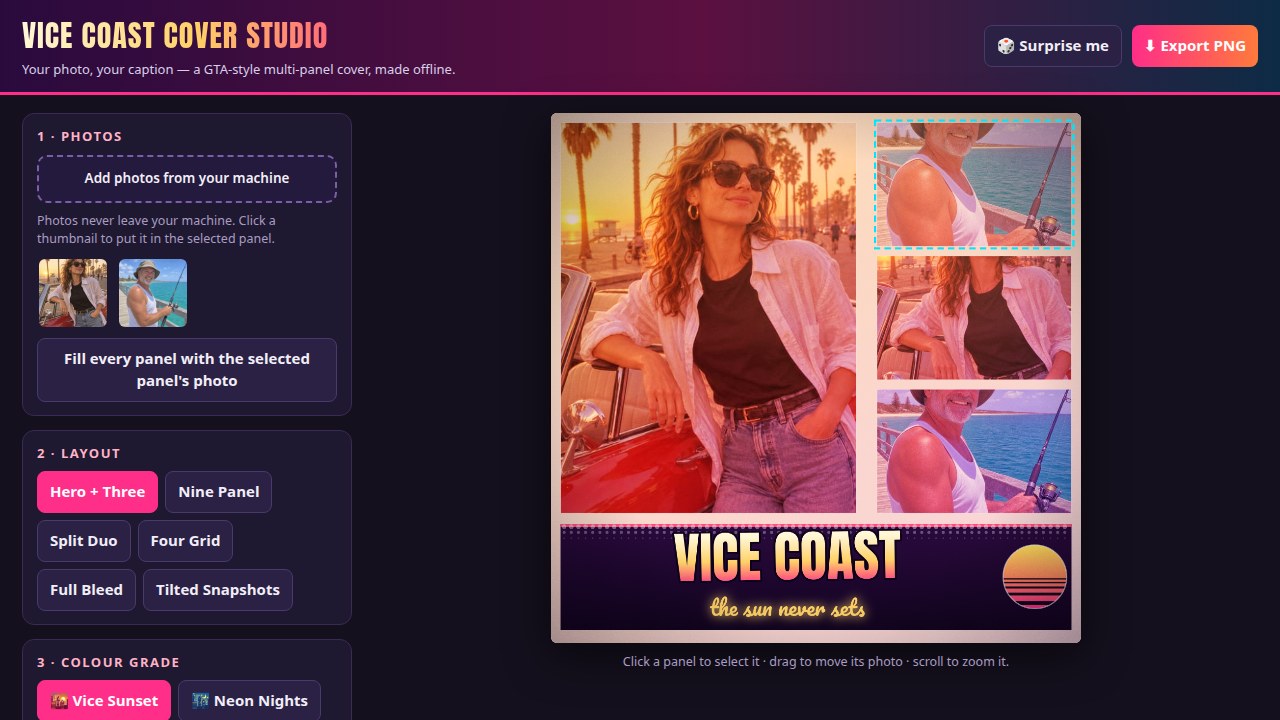 VICE COAST COVER STUDIO
Your photo, your caption — a GTA-style multi-panel cover, made offline.
🎲 Surprise me
⬇ Export PNG
1 · PHOTOS
Add photos from your machine
Photos never leave your machine. Click a
thumbnail to put it in the selected panel.
Fill every panel with the selected
panel's photo
2 · LAYOUT
Hero + Three
Nine Panel
Split Duo
Four Grid
Full Bleed
Tilted Snapshots
3 · COLOUR GRADE
🌇 Vice Sunset
🌃 Neon Nights
VICE COAST
the sun never sets
Click a panel to select it · drag to move its photo · scroll to zoom it.